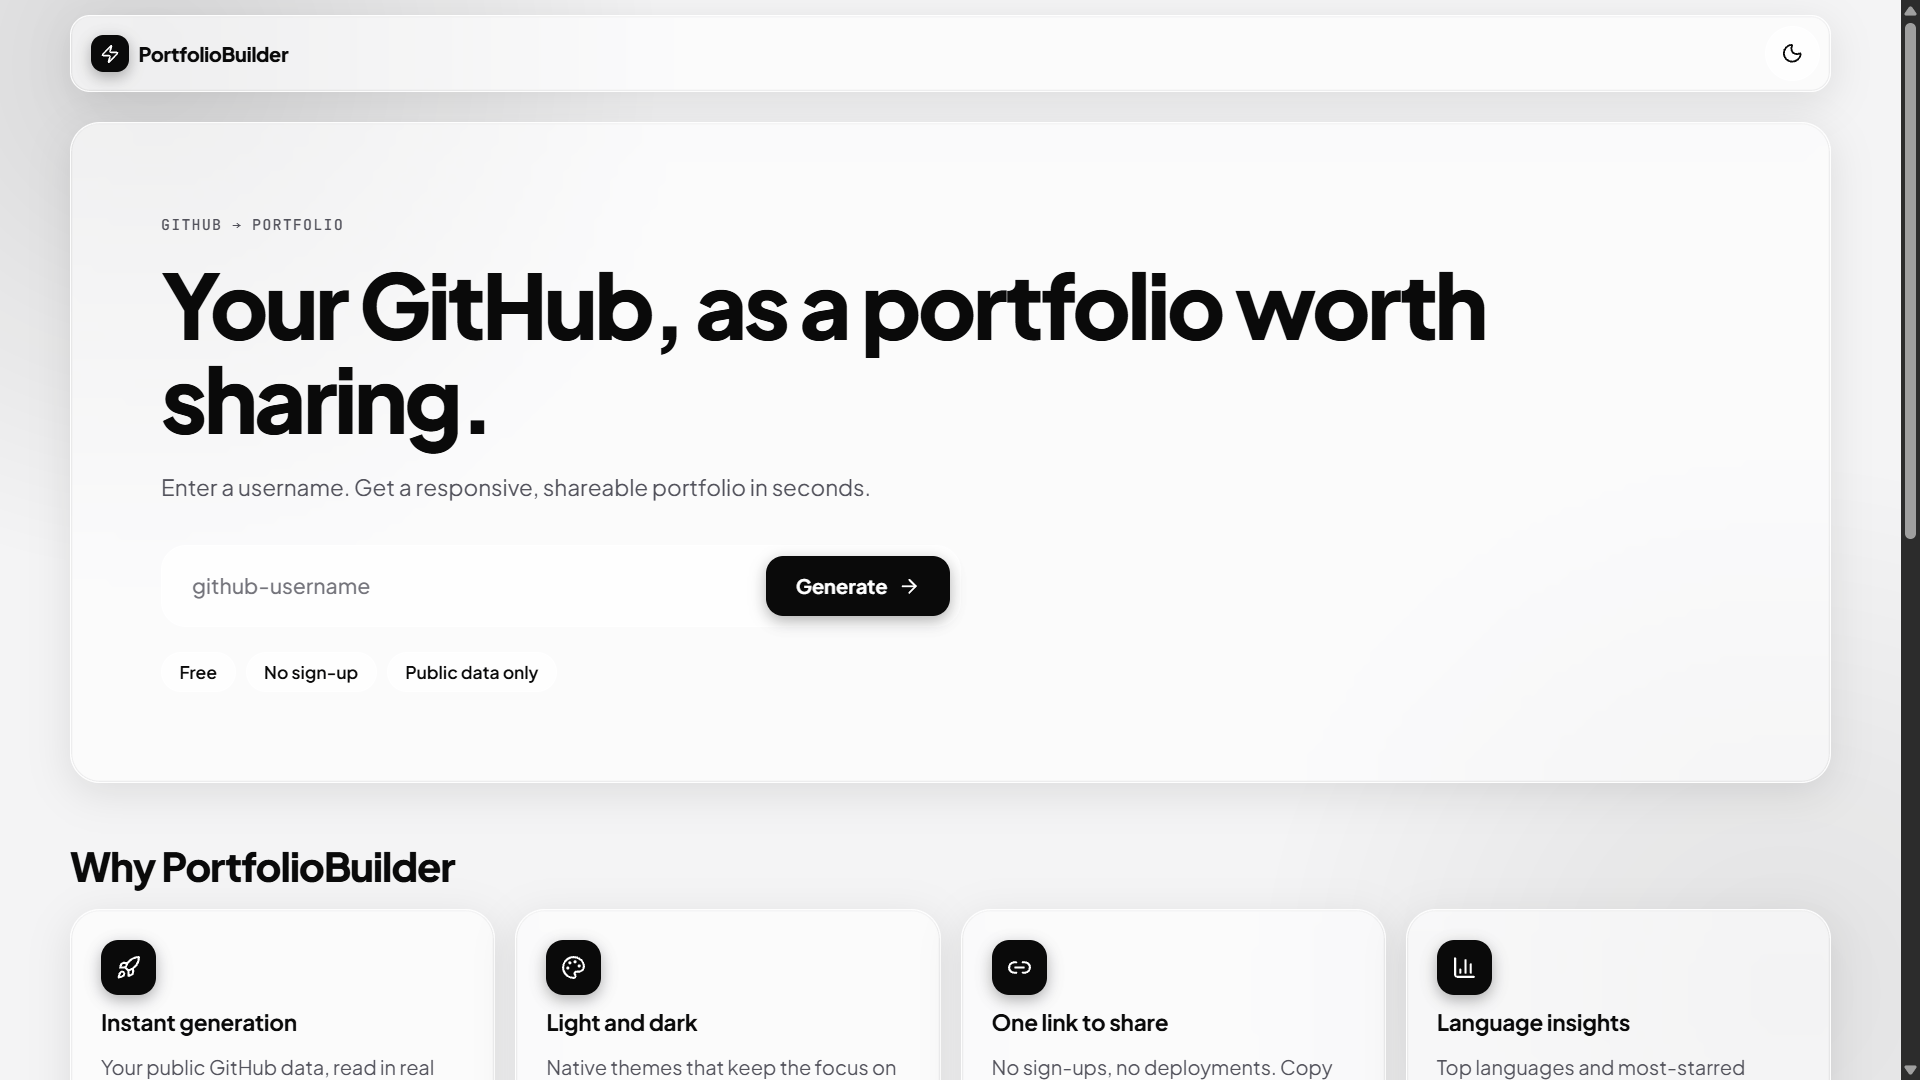 PortfolioBuilder
GITHUB → PORTFOLIO
Your GitHub, as a portfolio worth
sharing.
Enter a username. Get a responsive, shareable portfolio in seconds.
github-username
Generate →
Free
No sign-up
Public data only
Why PortfolioBuilder
Instant generation
Your public GitHub data, read in real
Light and dark
Native themes that keep the focus on
One link to share
No sign-ups, no deployments. Copy
Language insights
Top languages and most-starred